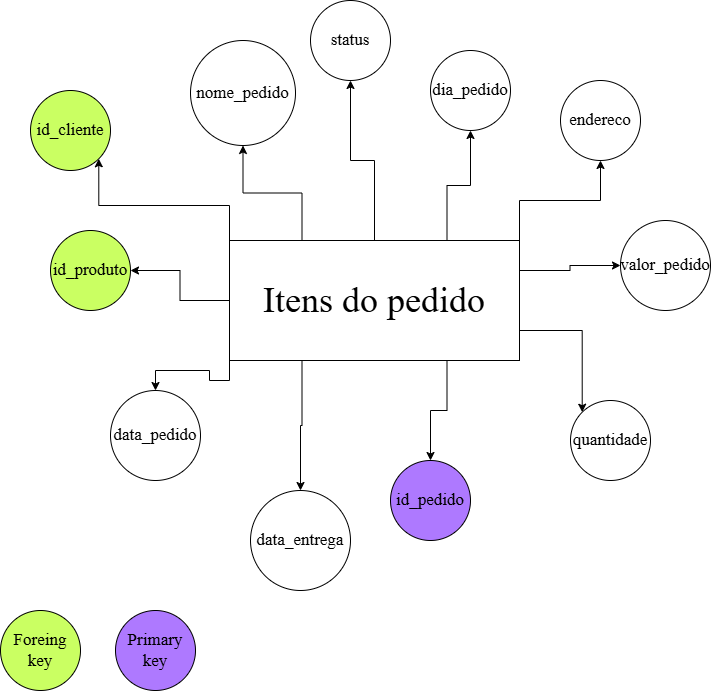 status
nome_pedido
dia_pedido
endereco
id_cliente
id_produto
valor_pedido
Itens do pedido
data_pedido
quantidade
id_pedido
data_entrega
Foreing
key
Primary
key